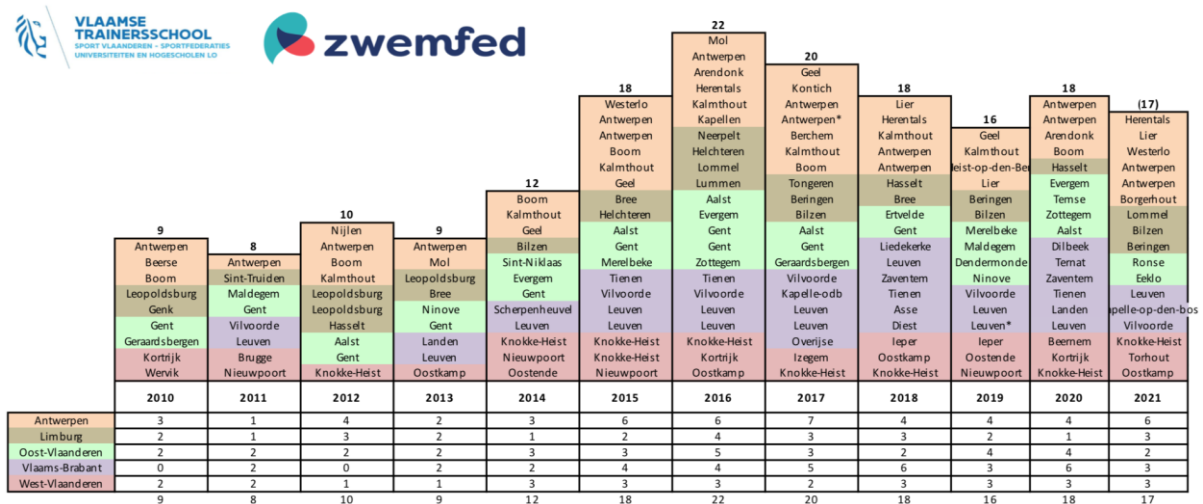 VLAAMSE
TRAINERSSCHOOL
SPORT VLAANDEREN - SPORTFEDERATIES
UNIVERSITEITEN EN HOGESCHOLEN LO
zwemfed
9
Antwerpen
Beerse
Boom
Leopoldsburg
Genk
Gent
Geraardsbergen
Kortrijk
Wervik
8
Antwerpen
Sint-Truiden
Maldegem
Gent
Vilvoorde
Leuven
Brugge
Nieuwpoort
10
Nijlen
Antwerpen
Boom
Kalmthout
Leopoldsburg
Leopoldsburg
Hasselt
Aalst
Gent
Knokke-Heist
9
Antwerpen
Mol
Leopoldsburg
Bree
Ninove
Gent
Landen
Leuven
Oostkamp
12
Boom
Kalmthout
Geel
Bilzen
Sint-Niklaas
Evergem
Gent
Scherpenheuvel
Leuven
Knokke-Heist
Nieuwpoort
Oostende
18
Westerlo
Antwerpen
Antwerpen
Boom
Kalmthout
Geel
Bree
Helchteren
Aalst
Gent
Merelbeke
Tienen
Vilvoorde
Leuven
Leuven
Knokke-Heist
Knokke-Heist
Nieuwpoort
22
Mol
Antwerpen
Arendonk
Herentals
Kalmthout
Kapellen
Neerpelt
Helchteren
Lommel
Lummen
Aalst
Evergem
Gent
Gent
Zottegem
Tienen
Vilvoorde
Leuven
Leuven
Knokke-Heist
Kortrijk
Oostkamp
20
Geel
Kontich
Antwerpen
Antwerpen*
Berchem
Kalmthout
Boom
Tongeren
Beringen
Bilzen
Aalst
Gent
Geraardsbergen
Vilvoorde
Kapelle-odb
Leuven
Leuven
Overijse
Izegem
Knokke-Heist
18
Lier
Herentals
Kalmthout
Antwerpen
Antwerpen
Hasselt
Bree
Ertvelde
Gent
Liedekerke
Leuven
Zaventem
Tienen
Asse
Diest
Ieper
Oostkamp
Knokke-Heist
16
Geel
Kalmthout
eist-op-den-Ber
Lier
Beringen
Bilzen
Merelbeke
Maldegem
Dendermonde
Ninove
Vilvoorde
Leuven
Leuven*
Ieper
Oostende
Nieuwpoort
18
Antwerpen
Antwerpen
Arendonk
Boom
Hasselt
Evergem
Temse
Zottegem
Aalst
Dilbeek
Ternat
Zaventem
Tienen
Landen
Leuven
Beernem
Kortrijk
Knokke-Heist
(17)
Herentals
Lier
Westerlo
Antwerpen
Antwerpen
Borgerhout
Lommel
Bilzen
Beringen
Ronse
Eeklo
Leuven
apelle-op-den-bos
Vilvoorde
Knokke-Heist
Torhout
Oostkamp
2010 2011 2012 2013 2014 2015 2016 2017 2018 2019 2020 2021
Antwerpen 3 1 4 2 3 6 6 7 4 4 4 6
Limburg 2 1 3 2 1 2 4 3 3 2 1 3
Oost-Vlaanderen 2 2 2 2 3 3 5 3 2 4 4 2
Vlaams-Brabant 0 2 0 2 2 4 4 5 6 3 6 3
West-Vlaanderen 2 2 1 1 3 3 3 2 3 3 3 3
9 8 10 9 12 18 22 20 18 16 18 17